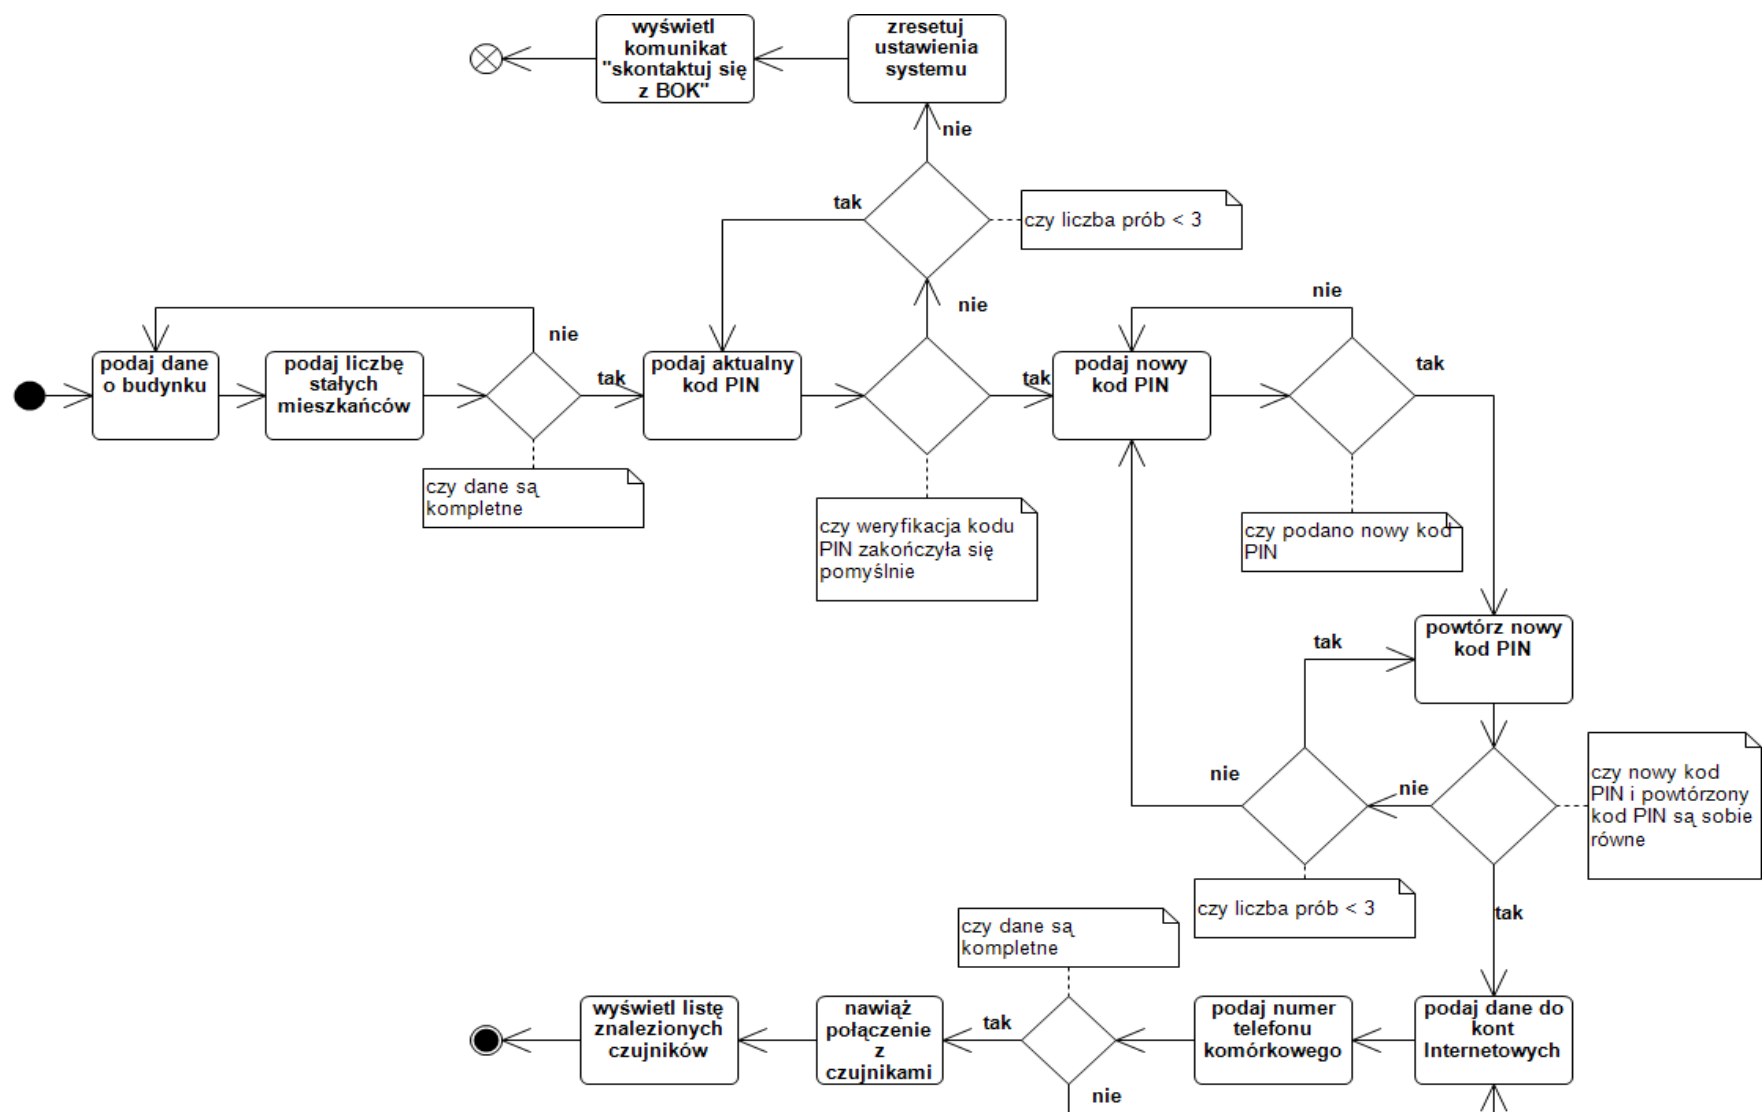 wyświetl
komunikat
"skontaktuj się
z BOK"
zresetuj
ustawienia
systemu
nie
tak
czy liczba prób < 3
nie
nie
nie
podaj dane
o budynku
podaj liczbę
stałych
mieszkańców
tak
podaj aktualny
kod PIN
tak
podaj nowy
kod PIN
tak
czy dane są
kompletne
czy weryfikacja kodu
PIN zakończyła się
pomyślnie
czy podano nowy kod
PIN
powtórz nowy
kod PIN
tak
nie
nie
czy nowy kod
PIN i powtórzony
kod PIN są sobie
równe
czy liczba prób < 3
tak
czy dane są
kompletne
wyświetl listę
znalezionych
czujników
nawiąż
połączenie
z
czujnikami
tak
podaj numer
telefonu
komórkowego
podaj dane do
kont
Internetowych
nie